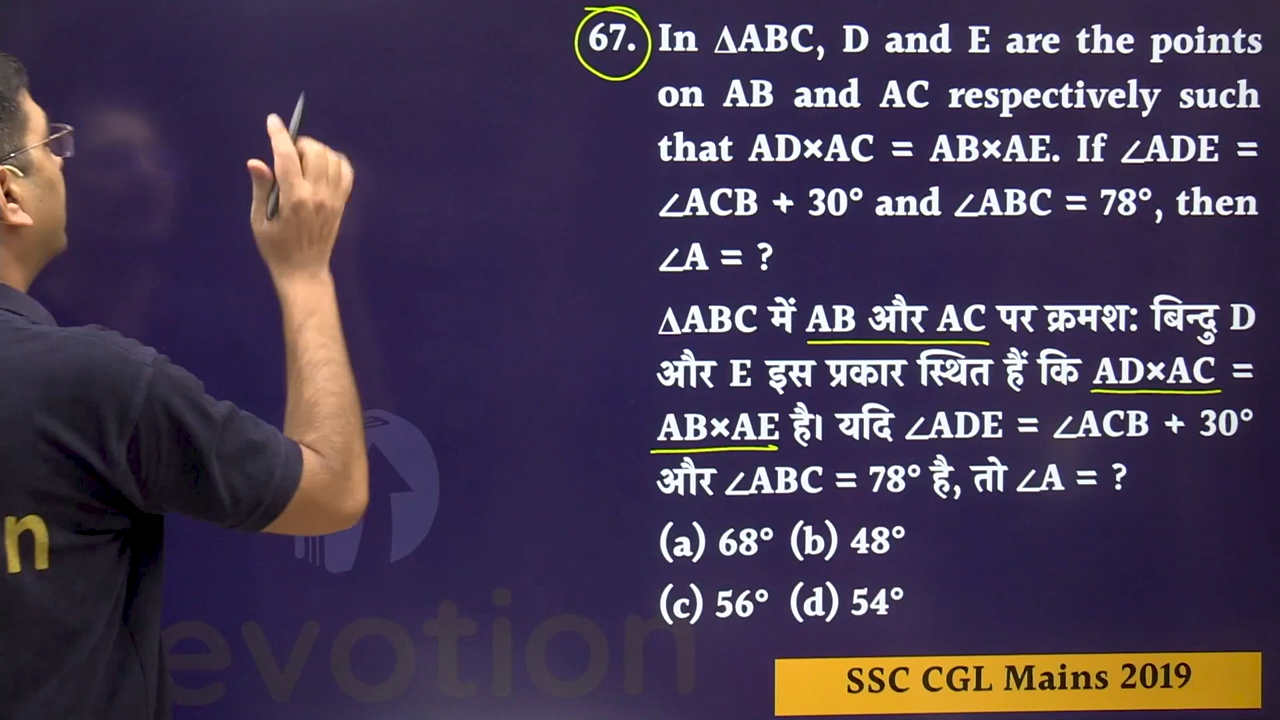 67. In ΔABC, D and E are the points
on AB and AC respectively such
that AD×AC = AB×AE. If ∠ADE =
∠ACB + 30° and ∠ABC = 78°, then
∠A = ?
ΔABC में AB और AC पर क्रमश: बिन्दु D
और E इस प्रकार स्थित हैं कि AD×AC =
AB×AE है। यदि ∠ADE = ∠ACB + 30°
और ∠ABC = 78° है, तो ∠A = ?
(a) 68° (b) 48°
(c) 56° (d) 54°
SSC CGL Mains 2019
evotion
n